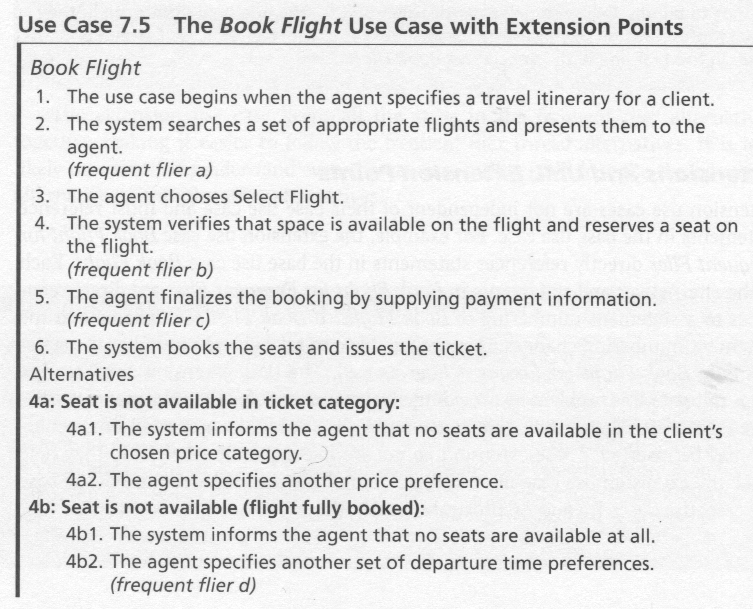 Use Case 7.5 The Book Flight Use Case with Extension Points
Book Flight
1. The use case begins when the agent specifies a travel itinerary for a client.
2. The system searches a set of appropriate flights and presents them to the
agent.
(frequent flier a)
3. The agent chooses Select Flight.
4. The system verifies that space is available on the flight and reserves a seat on
the flight.
(frequent flier b)
5. The agent finalizes the booking by supplying payment information.
(frequent flier c)
6. The system books the seats and issues the ticket.
Alternatives
4a: Seat is not available in ticket category:
4a1. The system informs the agent that no seats are available in the client's
chosen price category.
4a2. The agent specifies another price preference.
4b: Seat is not available (flight fully booked):
4b1. The system informs the agent that no seats are available at all.
4b2. The agent specifies another set of departure time preferences.
(frequent flier d)